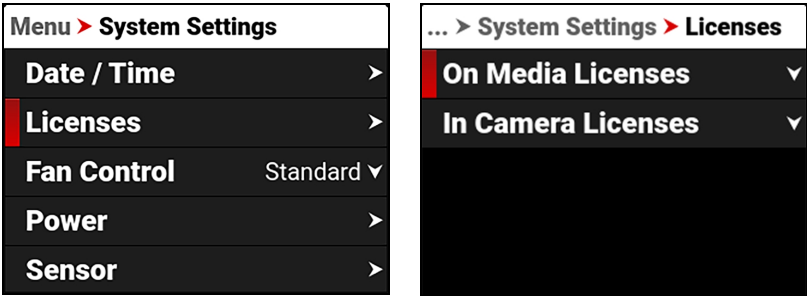 Menu > System Settings
Date / Time
Licenses
Fan Control Standard
Power
Sensor
... > System Settings > Licenses
On Media Licenses
In Camera Licenses